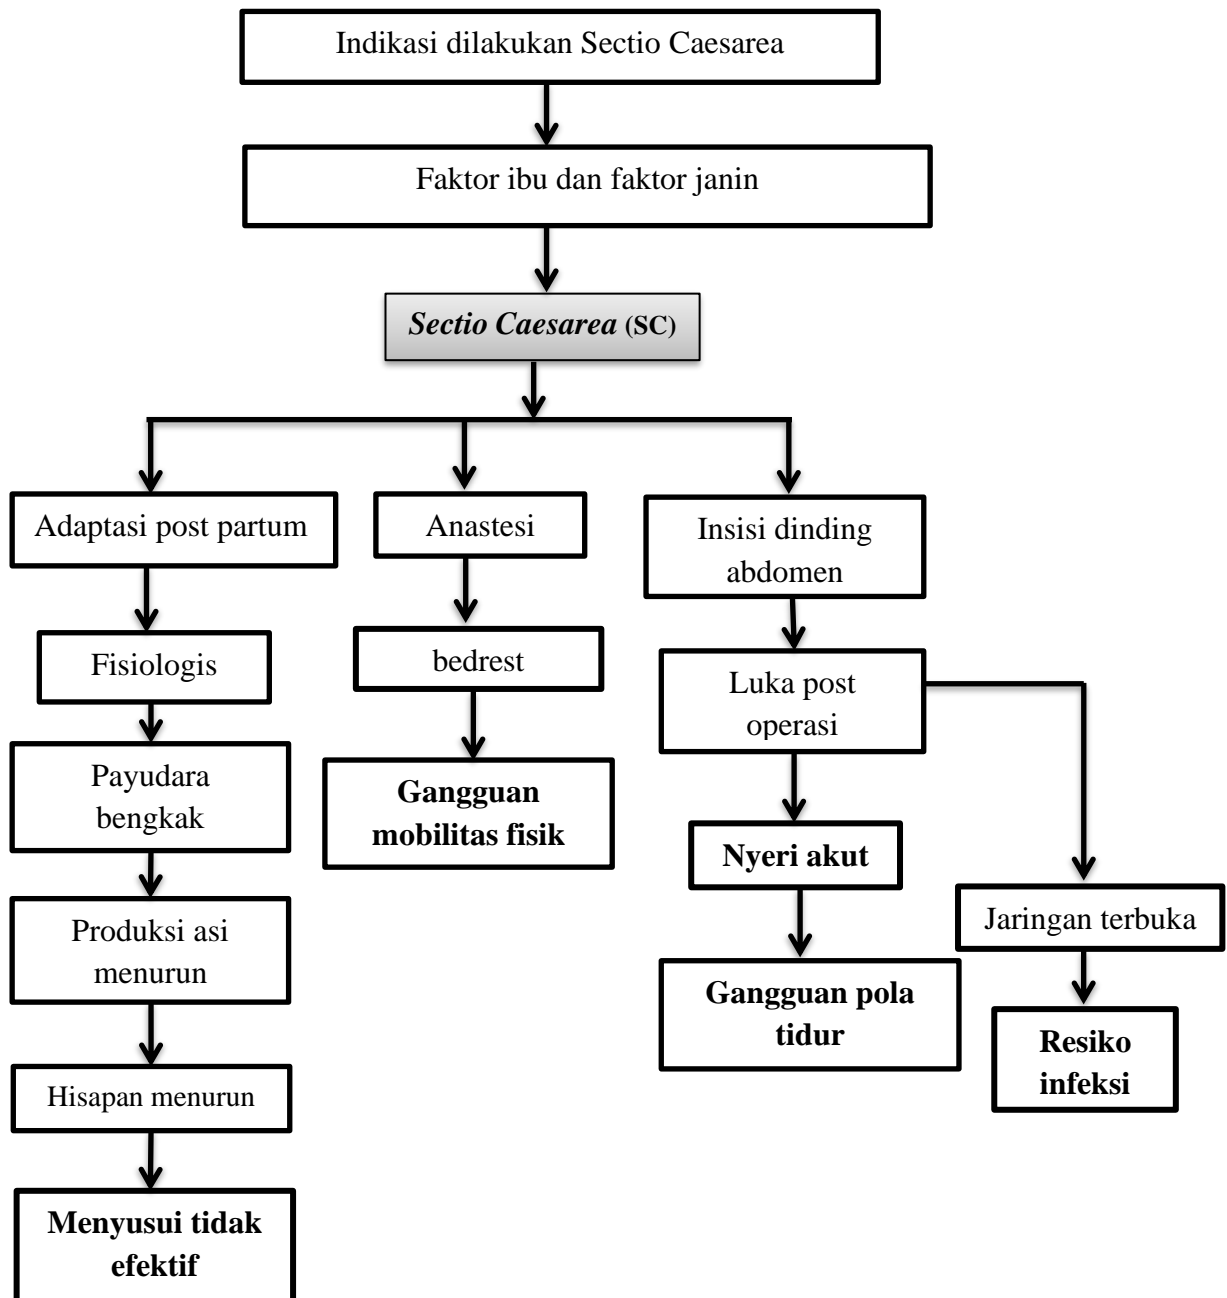 Indikasi dilakukan Sectio Caesarea
Faktor ibu dan faktor janin
Sectio Caesarea (SC)
Adaptasi post partum
Fisiologis
Payudara
bengkak
Produksi asi
menurun
Hisapan menurun
Menyusui tidak
efektif
Anastesi
bedrest
Gangguan
mobilitas fisik
Insisi dinding
abdomen
Luka post
operasi
Nyeri akut
Gangguan pola
tidur
Jaringan terbuka
Resiko
infeksi